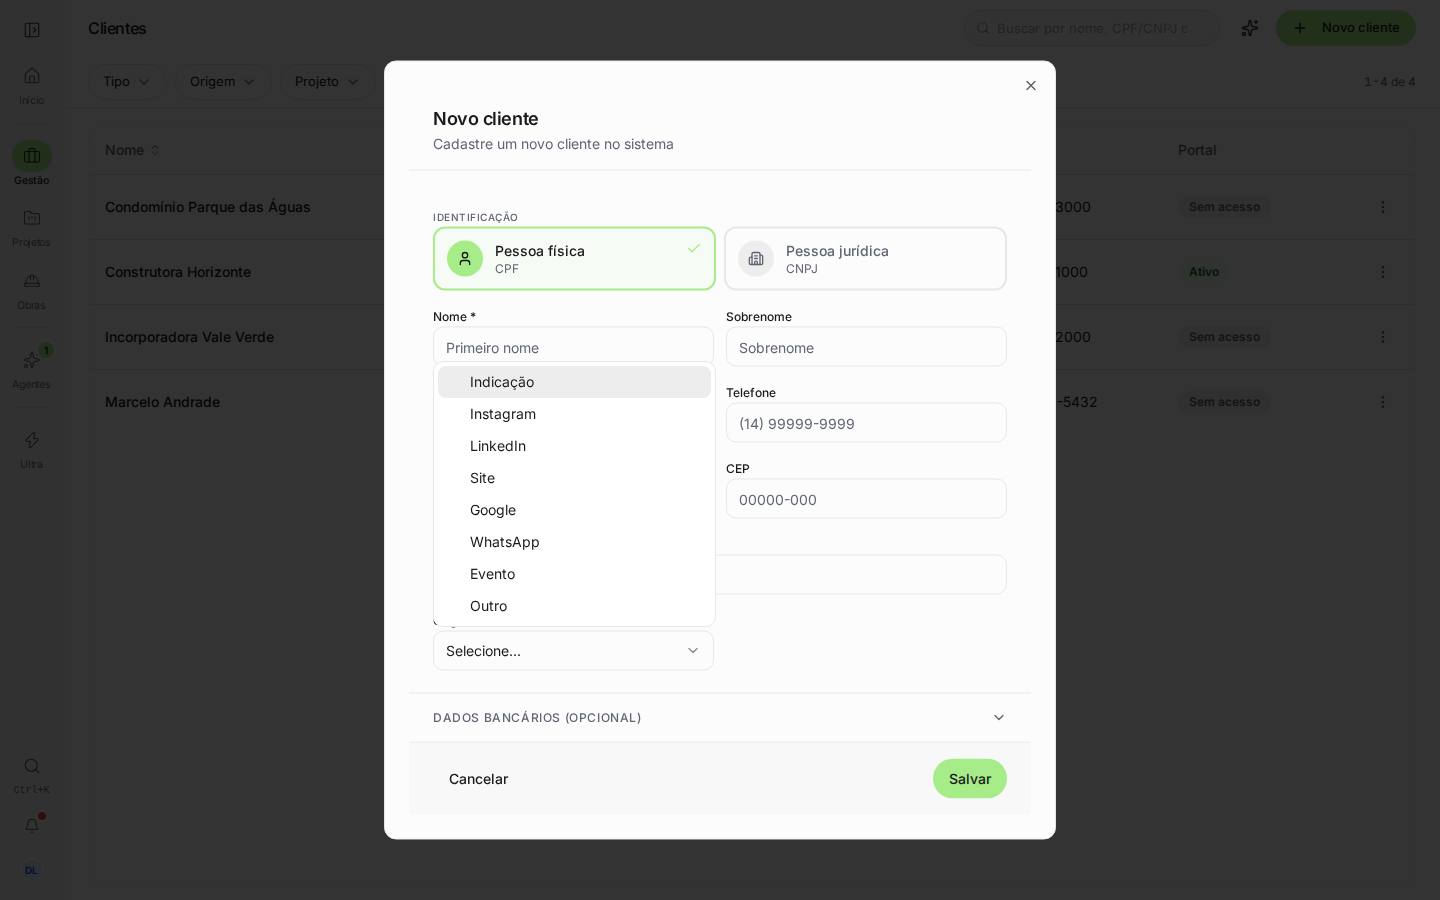 Clientes
Buscar por nome, CPF/CNPJ c
Novo cliente
Tipo
Origem
Projeto
1-4 de 4
Início
Gestão
Projetos
Obras
1
Agentes
Ultra
Ctrl+K
DL
Nome
Portal
Condomínio Parque das Águas
3000
Sem acesso
Construtora Horizonte
1000
Ativo
Incorporadora Vale Verde
2000
Sem acesso
Marcelo Andrade
-5432
Sem acesso
Novo cliente
Cadastre um novo cliente no sistema
IDENTIFICAÇÃO
Pessoa física
CPF
Pessoa jurídica
CNPJ
Nome *
Sobrenome
Primeiro nome
Sobrenome
Indicação
Instagram
LinkedIn
Site
Google
WhatsApp
Evento
Outro
Telefone
(14) 99999-9999
CEP
00000-000
Selecione...
DADOS BANCÁRIOS (OPCIONAL)
Cancelar
Salvar